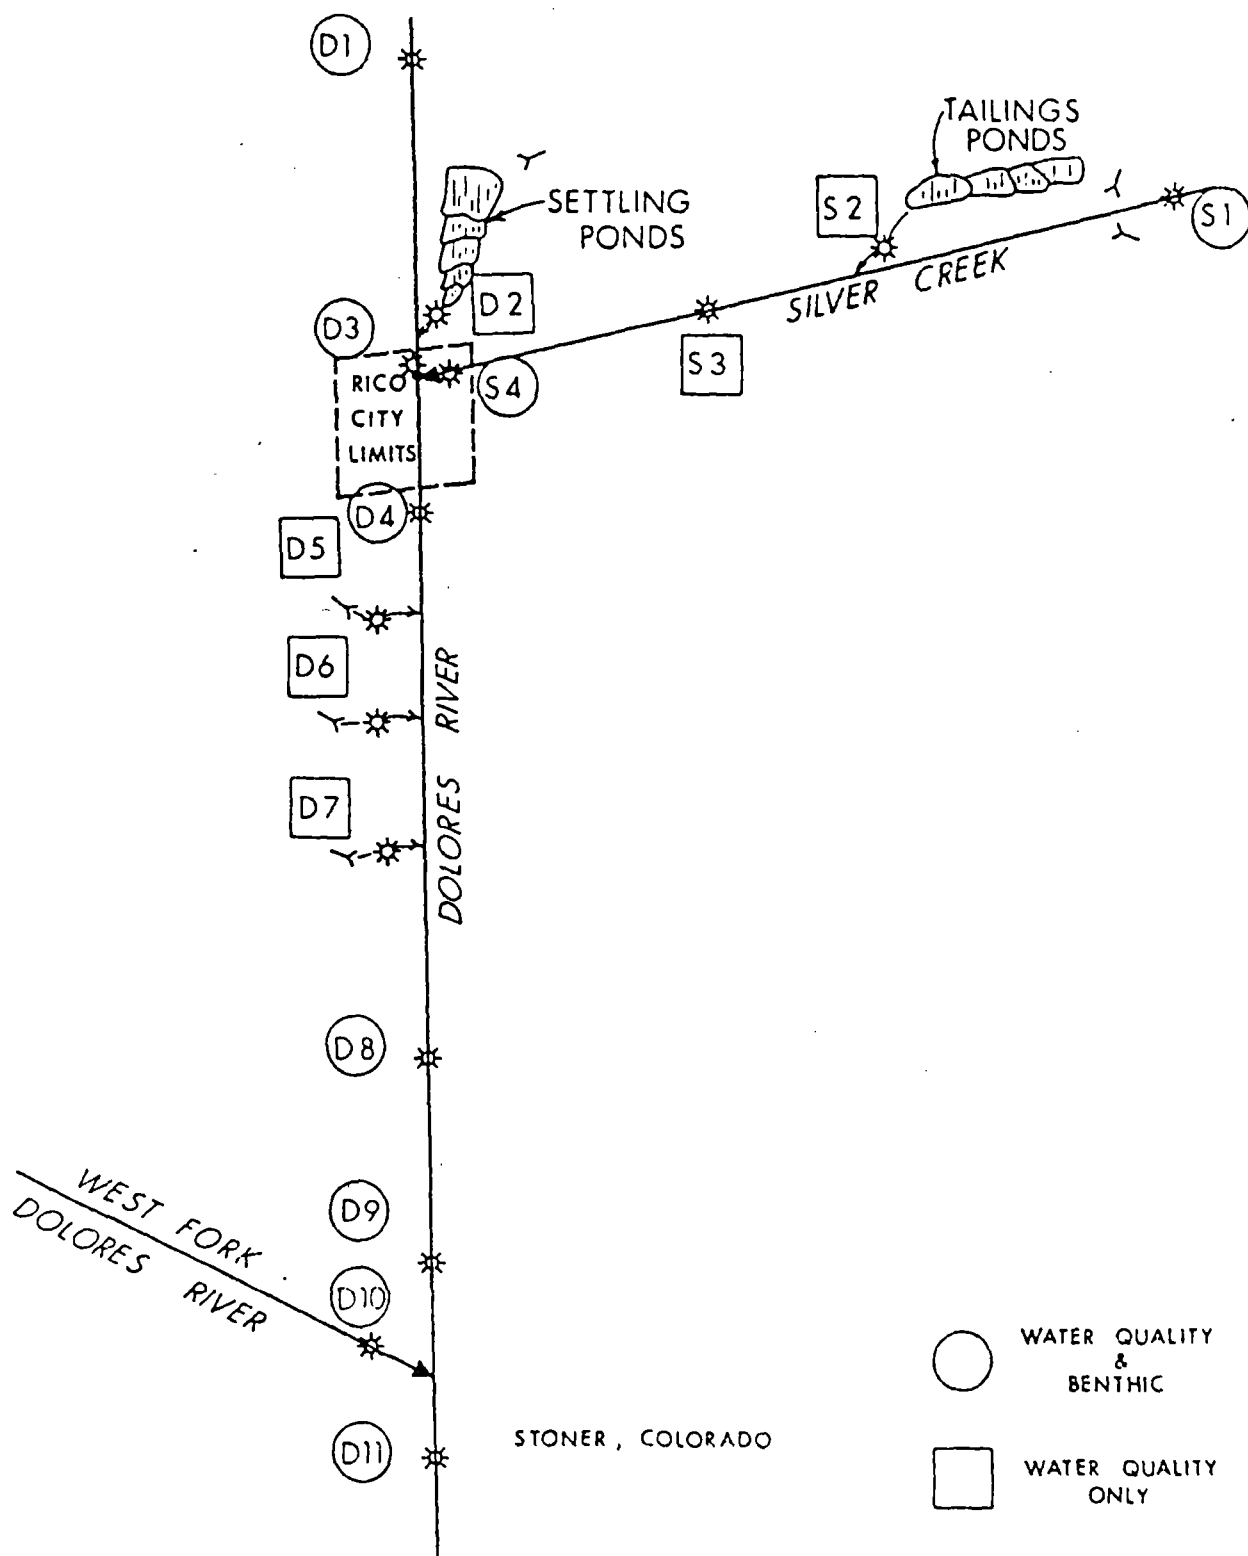 D1
TAILINGS
PONDS
SETTLING
PONDS
S2
S1
SILVER CREEK
D2
D3
S3
S4
RICO
CITY
LIMITS
D4
D5
D6
DOLORES RIVER
D7
D8
WEST FORK
DOLORES RIVER
D9
D10
D11
STONER, COLORADO
WATER QUALITY
&
BENTHIC
WATER QUALITY
ONLY